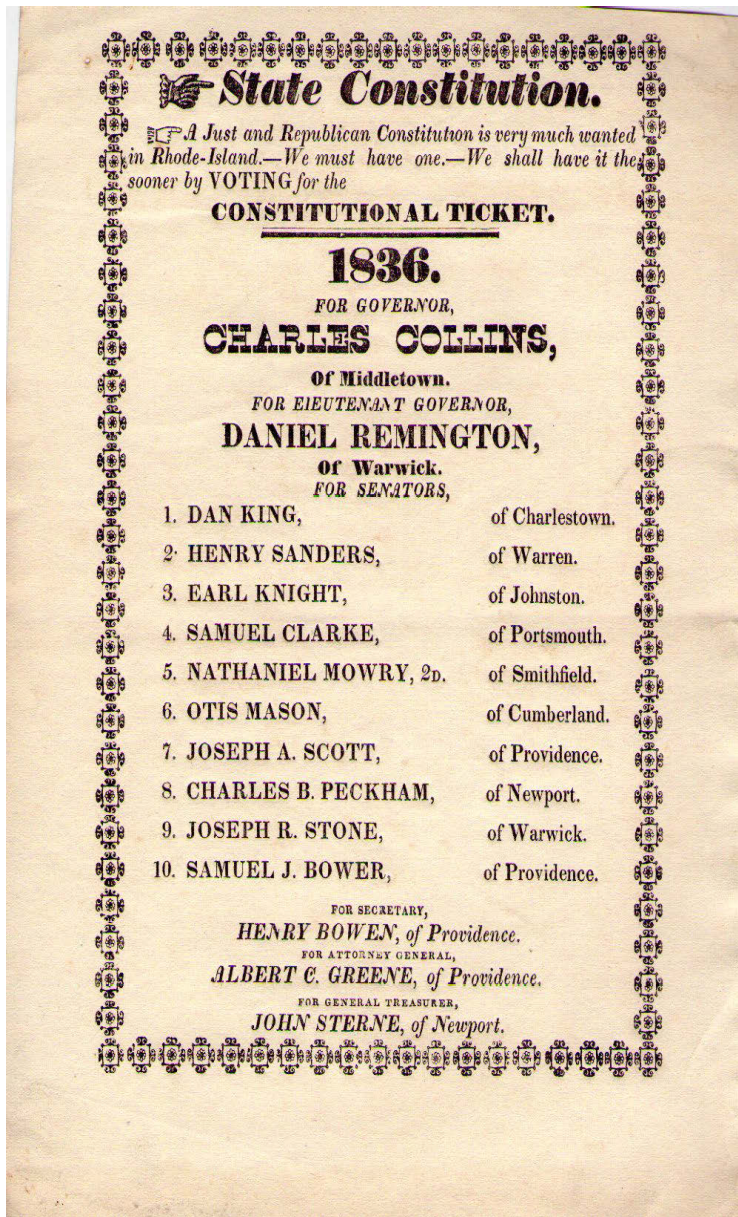 ☞ State Constitution.
☞ A Just and Republican Constitution is very much wanted
in Rhode-Island.—We must have one.—We shall have it the
sooner by VOTING for the
CONSTITUTIONAL TICKET.
1836.
FOR GOVERNOR,
CHARLES COLLINS,
Of Middletown.
FOR EIEUTENANT GOVERNOR,
DANIEL REMINGTON,
Of Warwick.
FOR SENATORS,
1. DAN KING, of Charlestown.
2. HENRY SANDERS, of Warren.
3. EARL KNIGHT, of Johnston.
4. SAMUEL CLARKE, of Portsmouth.
5. NATHANIEL MOWRY, 2D. of Smithfield.
6. OTIS MASON, of Cumberland.
7. JOSEPH A. SCOTT, of Providence.
8. CHARLES B. PECKHAM, of Newport.
9. JOSEPH R. STONE, of Warwick.
10. SAMUEL J. BOWER, of Providence.
FOR SECRETARY,
HENRY BOWEN, of Providence.
FOR ATTORNEY GENERAL,
ALBERT C. GREENE, of Providence.
FOR GENERAL TREASURER,
JOHN STERNE, of Newport.